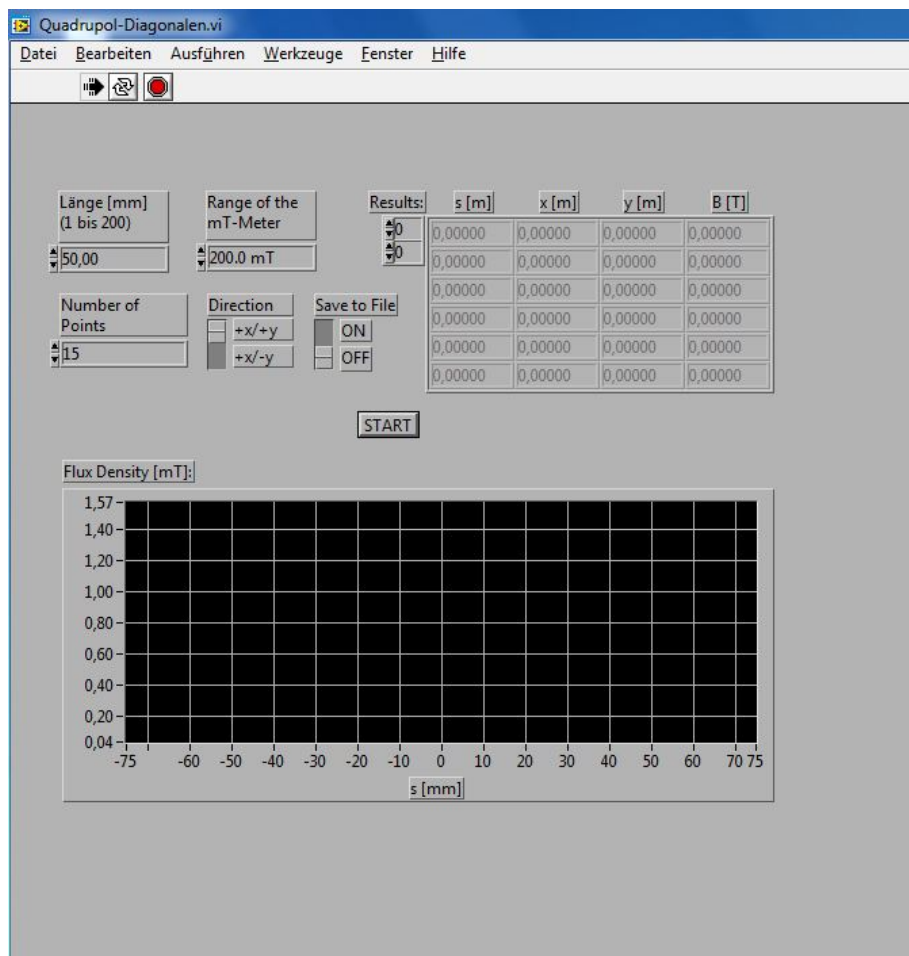 Quadrupol-Diagonalen.vi
Datei Bearbeiten Ausführen Werkzeuge Fenster Hilfe
Länge [mm]
(1 bis 200)
50,00
Range of the
mT-Meter
200.0 mT
Number of
Points
15
Direction
+x/+y
+x/-y
Save to File
ON
OFF
Results:
0
0
s [m] x [m] y [m] B [T]
0,00000 0,00000 0,00000 0,00000
0,00000 0,00000 0,00000 0,00000
0,00000 0,00000 0,00000 0,00000
0,00000 0,00000 0,00000 0,00000
0,00000 0,00000 0,00000 0,00000
0,00000 0,00000 0,00000 0,00000
START
Flux Density [mT]:
1,57
1,40
1,20
1,00
0,80
0,60
0,40
0,20
0,04
-75 -60 -50 -40 -30 -20 -10 0 10 20 30 40 50 60 70 75
s [mm]